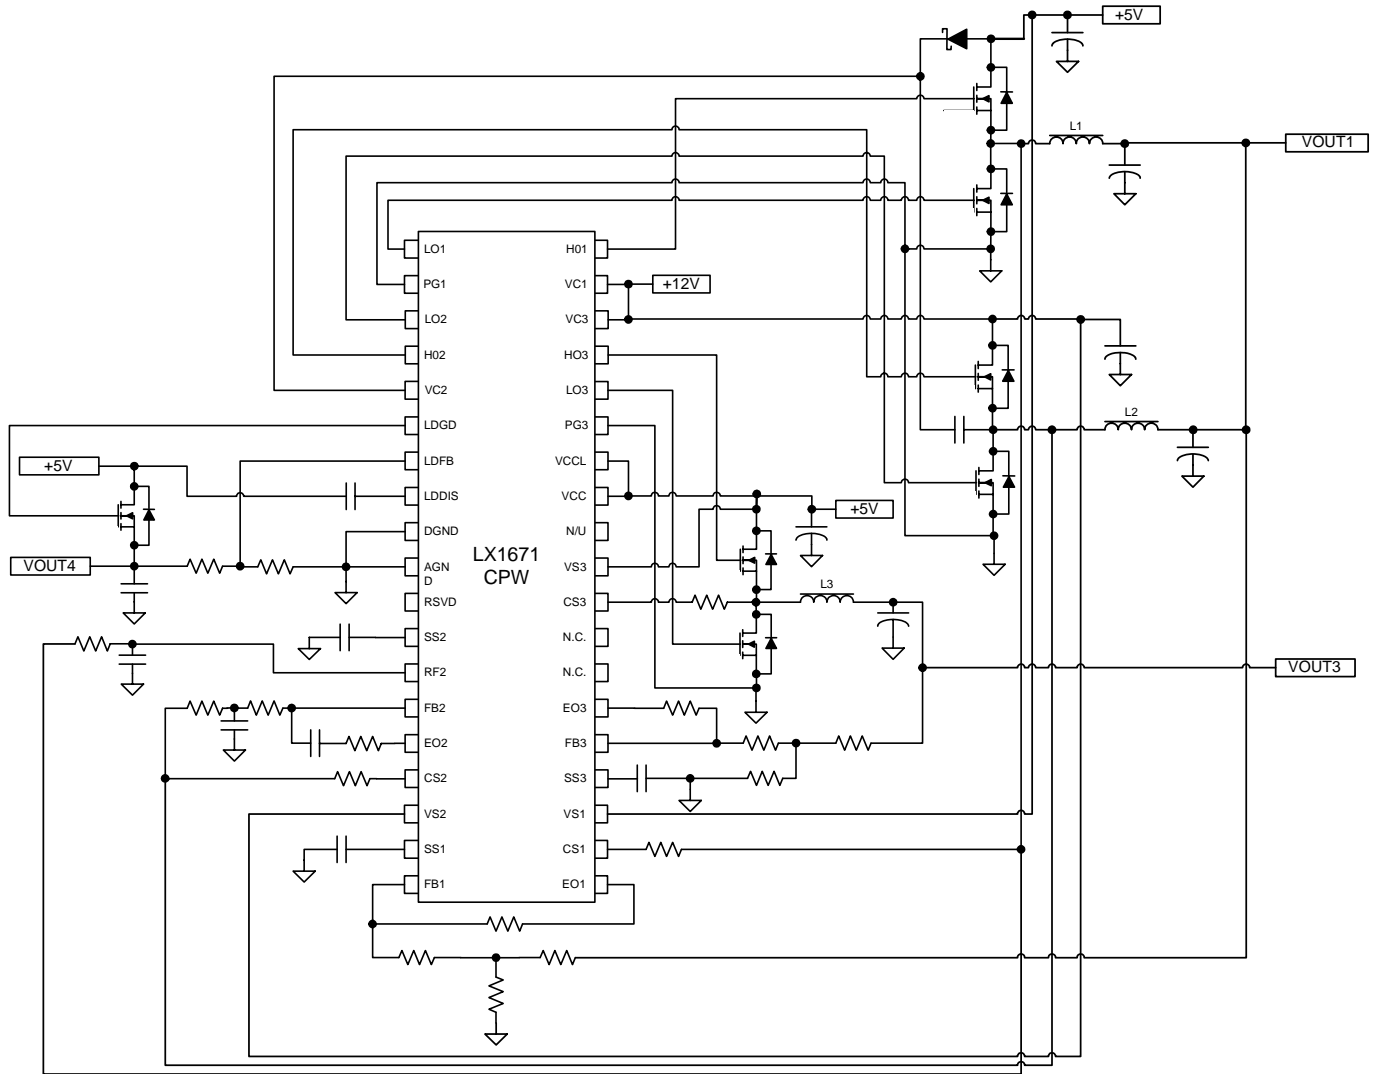 +5V
L1
VOUT1
LO1
H01
PG1
VC1
+12V
LO2
VC3
H02
HO3
VC2
LO3
L2
LDGD
PG3
+5V
LDFB
VCCL
LDDIS
VCC
+5V
DGND
N/U
LX1671
CPW
VOUT4
AGN
D
VS3
RSVD
CS3
L3
SS2
N.C.
RF2
N.C.
VOUT3
FB2
EO3
EO2
FB3
CS2
SS3
VS2
VS1
SS1
CS1
FB1
EO1